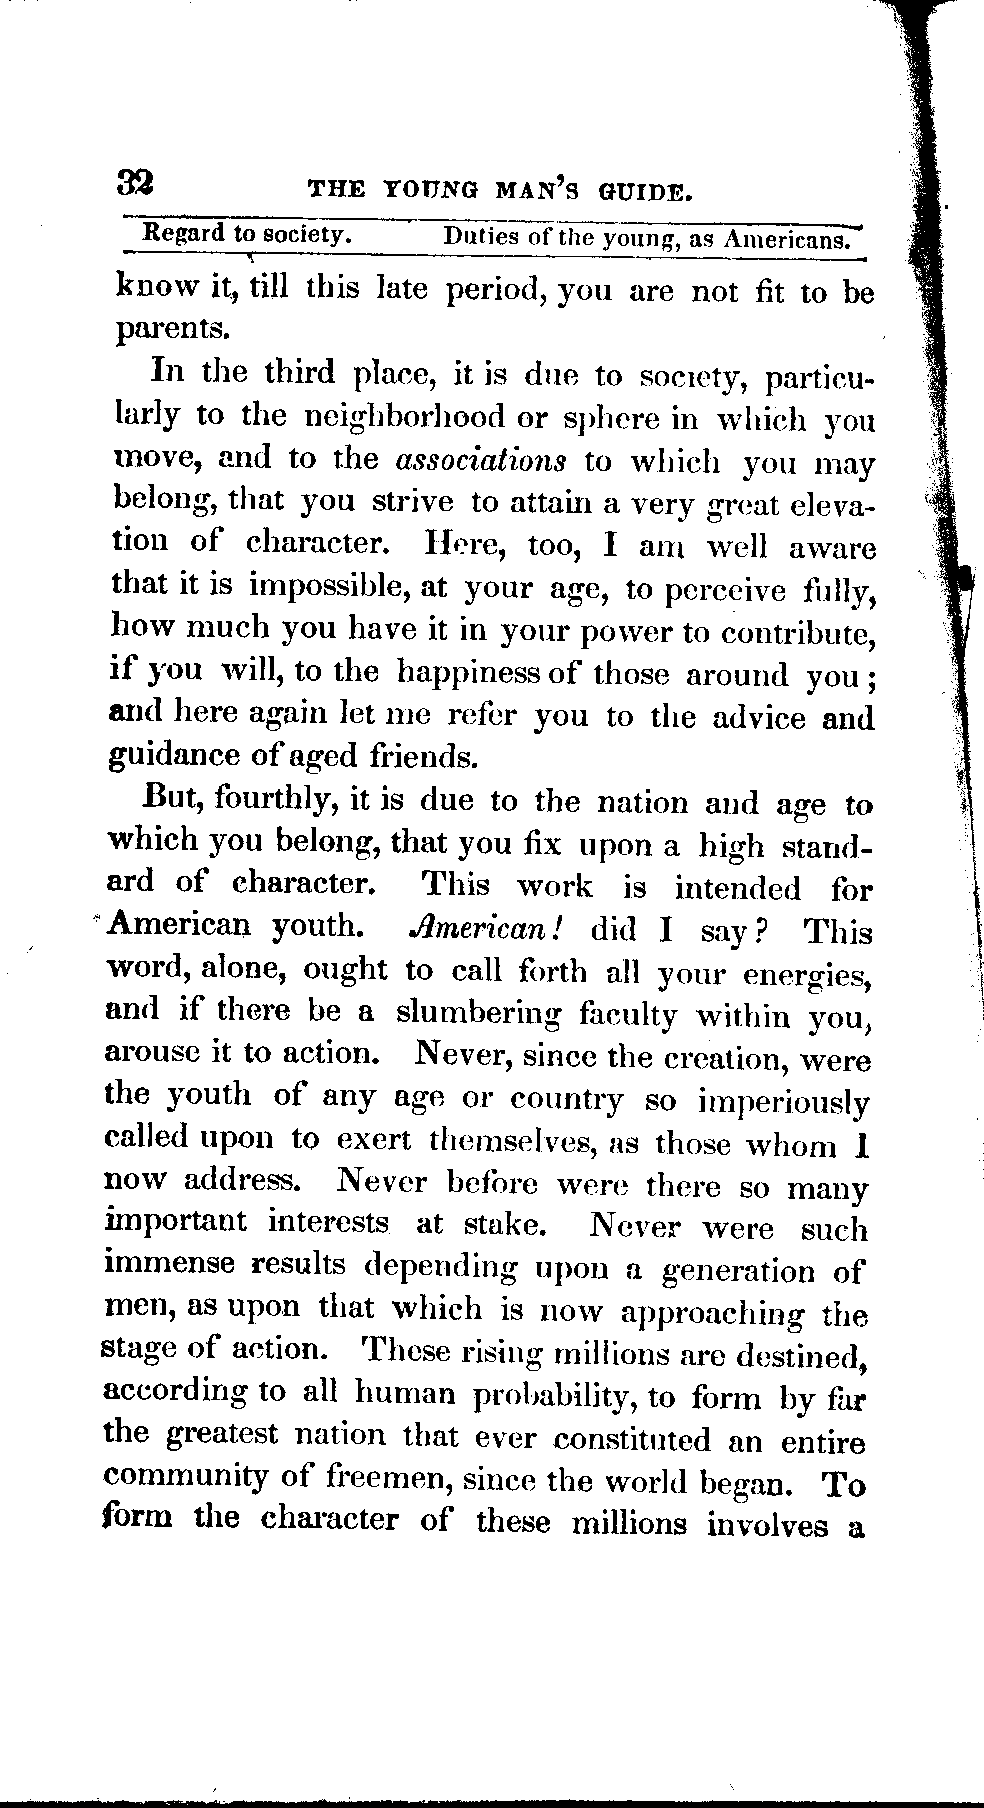 32 THE YOUNG MAN'S GUIDE.
Regard to society. Duties of the young, as Americans.
know it, till this late period, you are not fit to be
parents.
In the third place, it is due to society, particu-
larly to the neighborhood or sphere in which you
move, and to the associations to which you may
belong, that you strive to attain a very great eleva-
tion of character. Here, too, I am well aware
that it is impossible, at your age, to perceive fully,
how much you have it in your power to contribute,
if you will, to the happiness of those around you;
and here again let me refer you to the advice and
guidance of aged friends.
But, fourthly, it is due to the nation and age to
which you belong, that you fix upon a high stand-
ard of character. This work is intended for
American youth. American! did I say? This
word, alone, ought to call forth all your energies,
and if there be a slumbering faculty within you,
arouse it to action. Never, since the creation, were
the youth of any age or country so imperiously
called upon to exert themselves, as those whom I
now address. Never before were there so many
important interests at stake. Never were such
immense results depending upon a generation of
men, as upon that which is now approaching the
stage of action. These rising millions are destined,
according to all human probability, to form by far
the greatest nation that ever constituted an entire
community of freemen, since the world began. To
form the character of these millions involves a